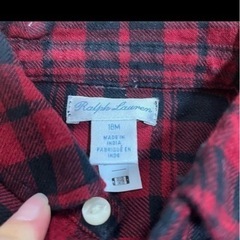 Ralph Lauren
18M
MADE IN
INDIA
FABRIQUÉ EN
INDE